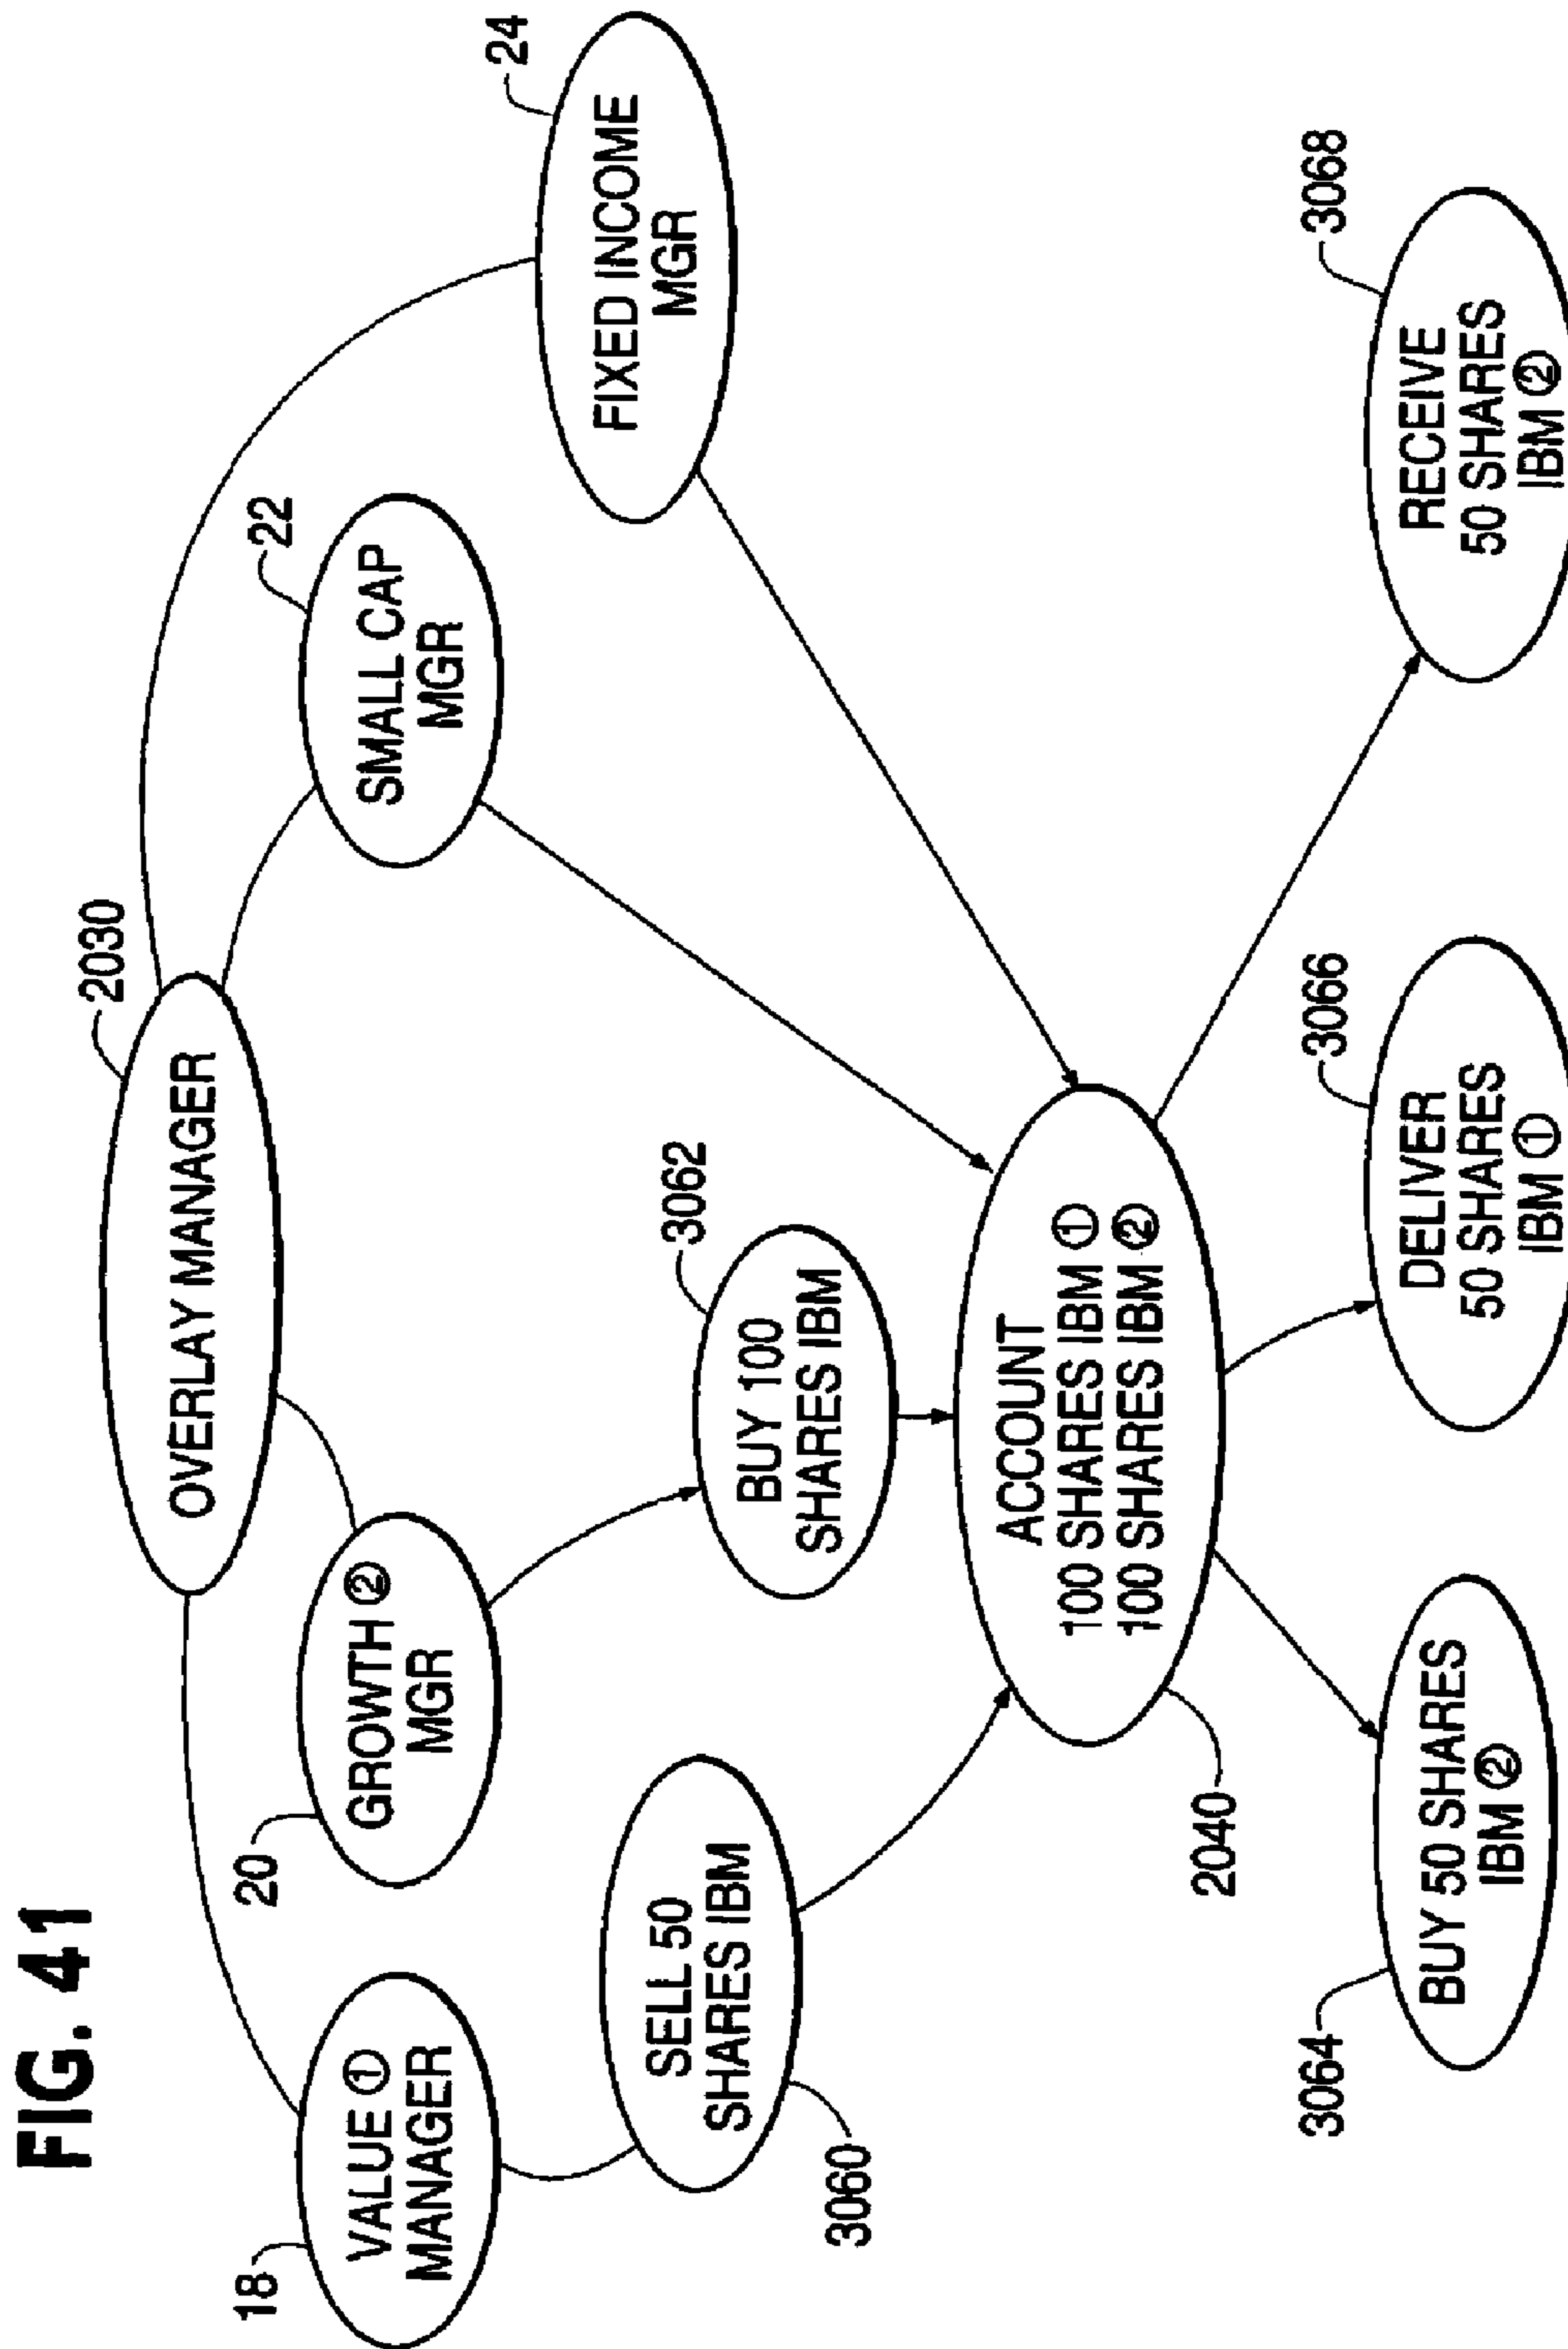 FIG. 41
OVERLAY MANAGER
2030
18
VALUE ①
MANAGER
20
GROWTH ②
MGR
22
SMALL CAP
MGR
24
FIXED INCOME
MGR
3060
SELL 50
SHARES IBM
3062
BUY 100
SHARES IBM
2040
ACCOUNT
100 SHARES IBM ①
100 SHARES IBM ②
3064
BUY 50 SHARES
IBM ②
3066
DELIVER
50 SHARES
IBM ①
3068
RECEIVE
50 SHARES
IBM ②